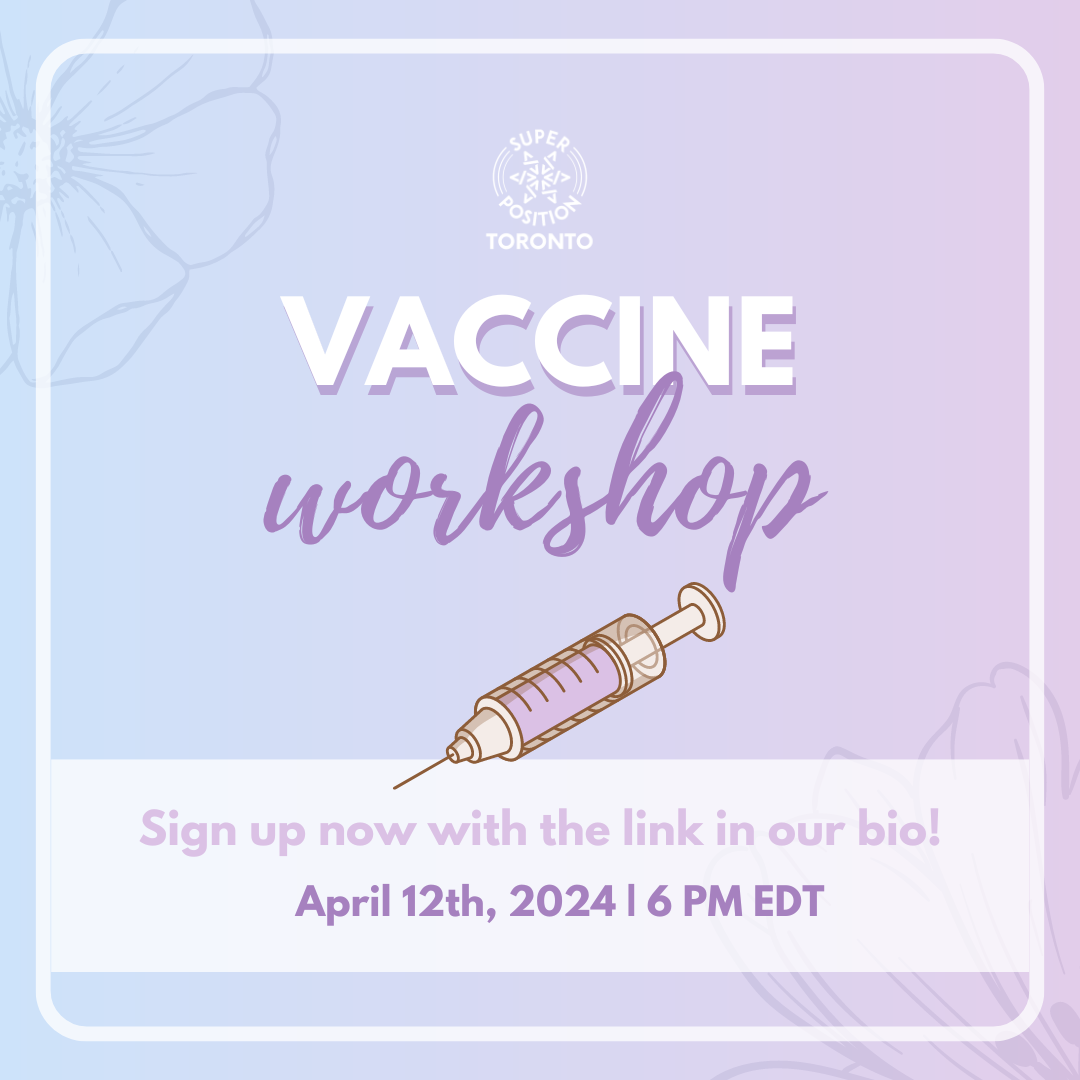 SUPER
POSITION
TORONTO
VACCINE
workshop
Sign up now with the link in our bio!
April 12th, 2024 | 6 PM EDT